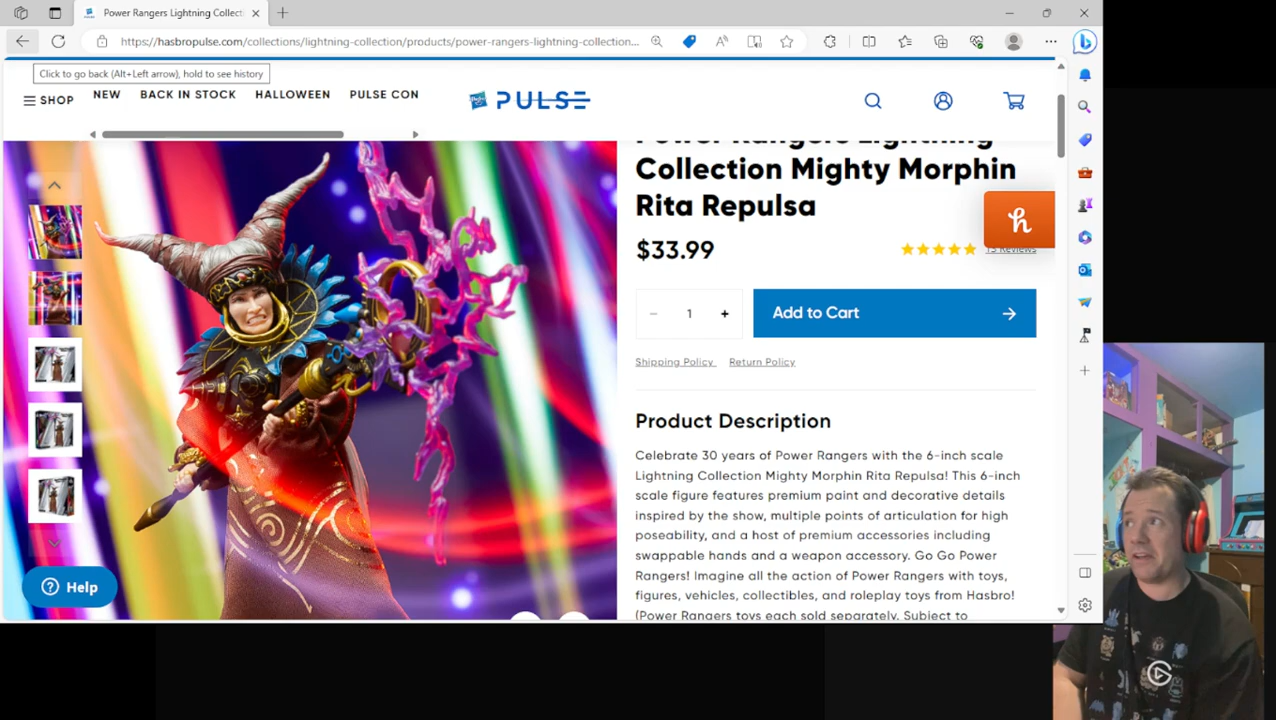 Power Rangers Lightning Collecti
https://hasbropulse.com/collections/lightning-collection/products/power-rangers-lightning-collection...
Click to go back (Alt+Left arrow), hold to see history
SHOP
NEW
BACK IN STOCK
HALLOWEEN
PULSE CON
PULSE
Power Rangers Lightning
Collection Mighty Morphin
Rita Repulsa
$33.99
13 Reviews
1
Add to Cart
Shipping Policy
Return Policy
Product Description
Celebrate 30 years of Power Rangers with the 6-inch scale
Lightning Collection Mighty Morphin Rita Repulsa! This 6-inch
scale figure features premium paint and decorative details
inspired by the show, multiple points of articulation for high
poseability, and a host of premium accessories including
swappable hands and a weapon accessory. Go Go Power
Rangers! Imagine all the action of Power Rangers with toys,
figures, vehicles, collectibles, and roleplay toys from Hasbro!
(Power Rangers toys each sold separately. Subject to
Help